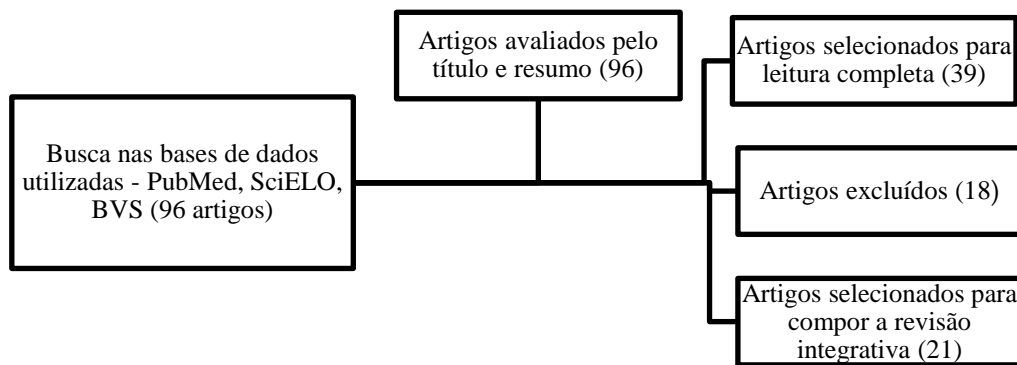 Busca nas bases de dados
utilizadas - PubMed, SciELO,
BVS (96 artigos)
Artigos avaliados pelo
título e resumo (96)
Artigos selecionados para
leitura completa (39)
Artigos excluídos (18)
Artigos selecionados para
compor a revisão
integrativa (21)